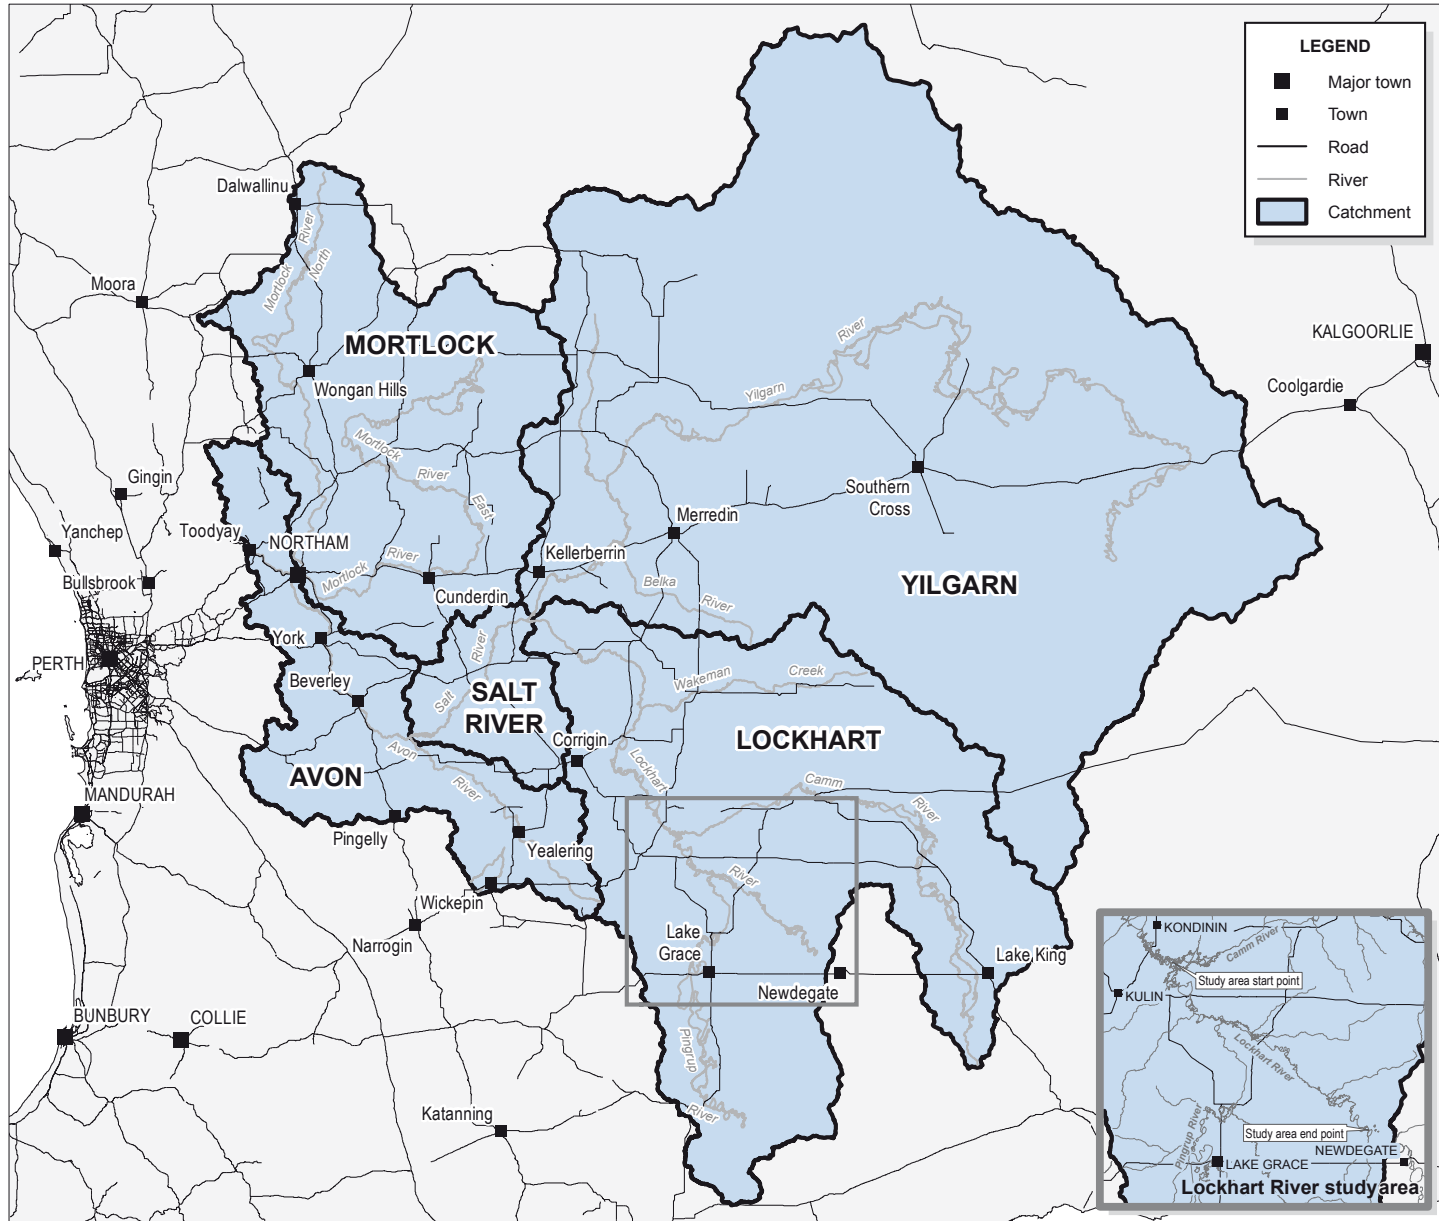 LEGEND
Major town
Town
Road
River
Catchment
Dalwallinu
River
North
Mortlock
Moora
MORTLOCK
Wongan Hills
River
Yilgarn
KALGOORLIE
Coolgardie
Mortlock
River
East
Gingin
Southern
Cross
Merredin
Yanchep
Toodyay
NORTHAM
Kellerberrin
River
Mortlock
Bullsbrook
Cunderdin
Belka
River
YILGARN
York
River
PERTH
Beverley
Salt
SALT
RIVER
Wakeman
Creek
LOCKHART
Corrigin
Avon
River
AVON
Lockhart
Camm
River
MANDURAH
Pingelly
Yealering
River
Wickepin
Narrogin
Lake
Grace
Newdegate
Lake King
BUNBURY
COLLIE
Pingrup
River
Katanning
KONDININ
Camm River
Study area start point
KULIN
Lockhart River
Pingrup River
Study area end point
NEWDEGATE
LAKE GRACE
Lockhart River study area